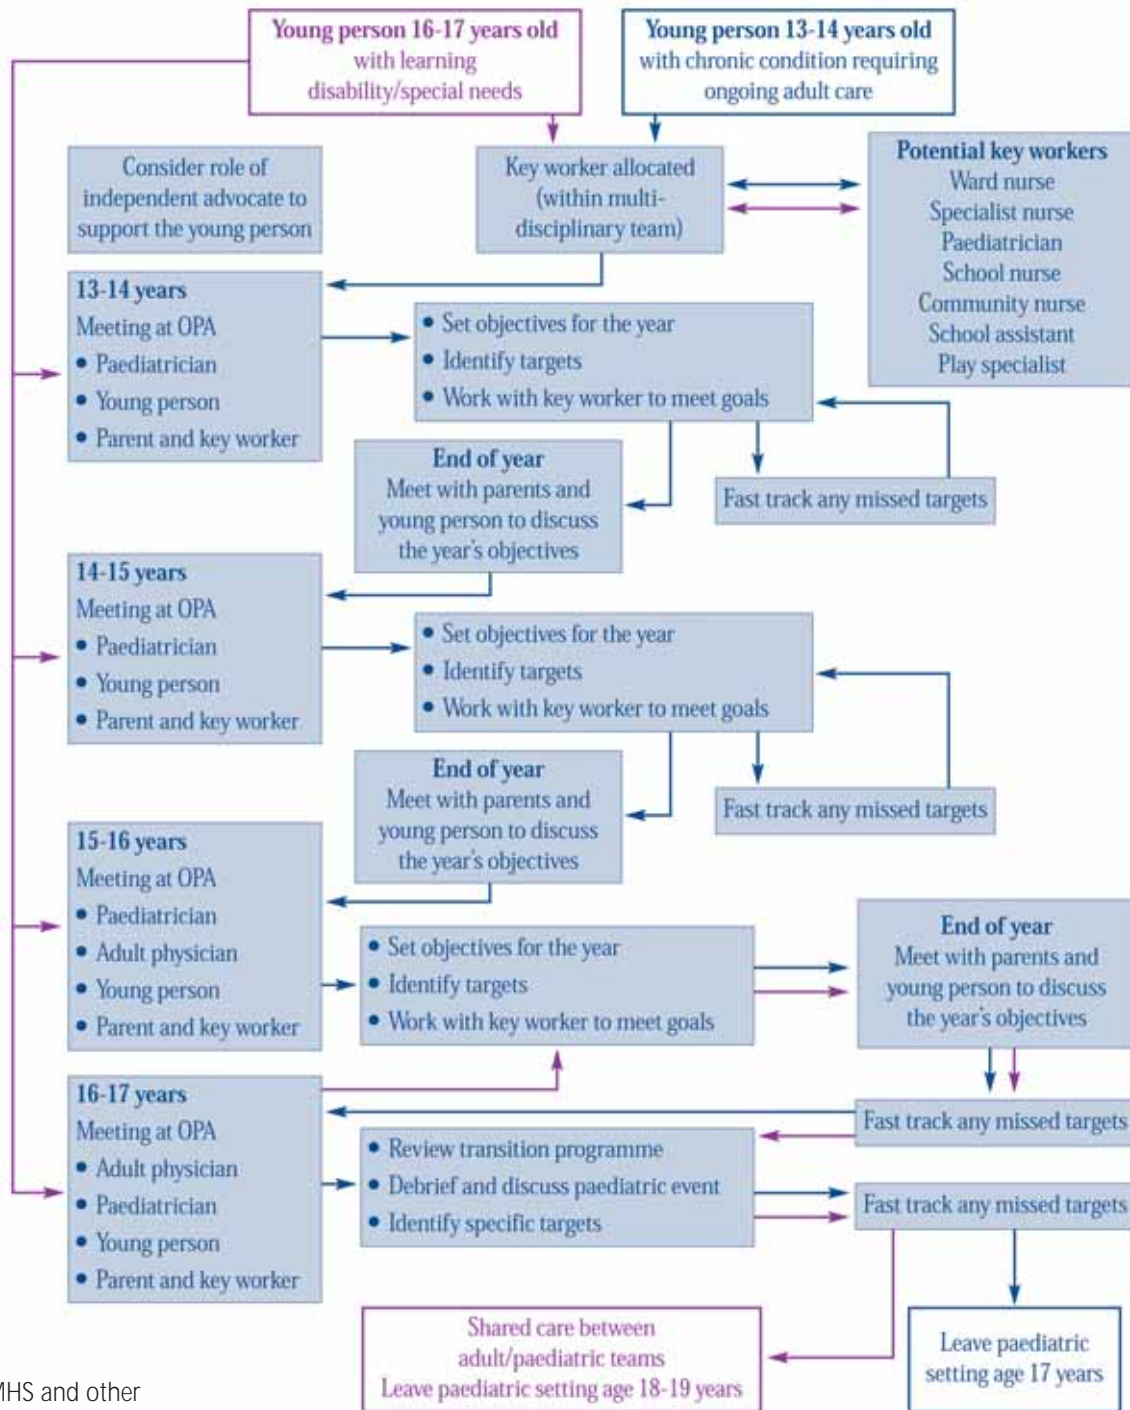 Young person 16-17 years old
with learning
disability/special needs
Young person 13-14 years old
with chronic condition requiring
ongoing adult care
Consider role of
independent advocate to
support the young person
Key worker allocated
(within multi-
disciplinary team)
Potential key workers
Ward nurse
Specialist nurse
Paediatrician
School nurse
Community nurse
School assistant
Play specialist
13-14 years
Meeting at OPA
• Paediatrician
• Young person
• Parent and key worker
• Set objectives for the year
• Identify targets
• Work with key worker to meet goals
End of year
Meet with parents and
young person to discuss
the year's objectives
Fast track any missed targets
14-15 years
Meeting at OPA
• Paediatrician
• Young person
• Parent and key worker
• Set objectives for the year
• Identify targets
• Work with key worker to meet goals
End of year
Meet with parents and
young person to discuss
the year's objectives
Fast track any missed targets
15-16 years
Meeting at OPA
• Paediatrician
• Adult physician
• Young person
• Parent and key worker
• Set objectives for the year
• Identify targets
• Work with key worker to meet goals
End of year
Meet with parents and
young person to discuss
the year's objectives
Fast track any missed targets
16-17 years
Meeting at OPA
• Adult physician
• Paediatrician
• Young person
• Parent and key worker
• Review transition programme
• Debrief and discuss paediatric event
• Identify specific targets
Fast track any missed targets
Shared care between
adult/paediatric teams
Leave paediatric setting age 18-19 years
Leave paediatric
setting age 17 years
MHS and other